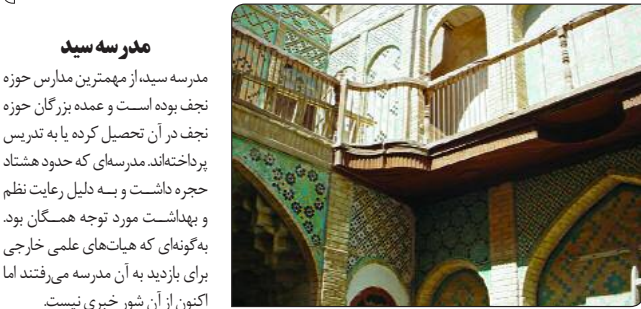 مدرسه سید
مدرسه سید، از مهمترین مدارس حوزه
نجف بوده است و عمده بزرگان حوزه
نجف در آن تحصیل کرده یا به تدریس
پرداخته‌اند. مدرسه‌ای که حدود هشتاد
حجره داشت و به دلیل رعایت نظم
و بهداشت مورد توجه همگان بود.
به‌گونه‌ای که هیات‌های علمی خارجی
برای بازدید به آن مدرسه می‌رفتند اما
اکنون از آن شور خبری نیست.